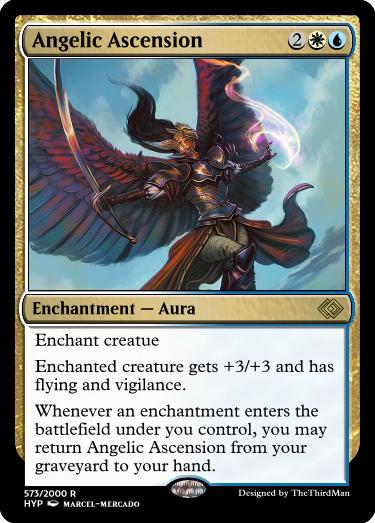 Angelic Ascension 2
Enchantment — Aura
Enchant creatue
Enchanted creature gets +3/+3 and has
flying and vigilance.
Whenever an enchantment enters the
battlefield under you control, you may
return Angelic Ascension from your
graveyard to your hand.
573/2000 R
HYP MARCEL-MERCADO
Designed by TheThirdMan